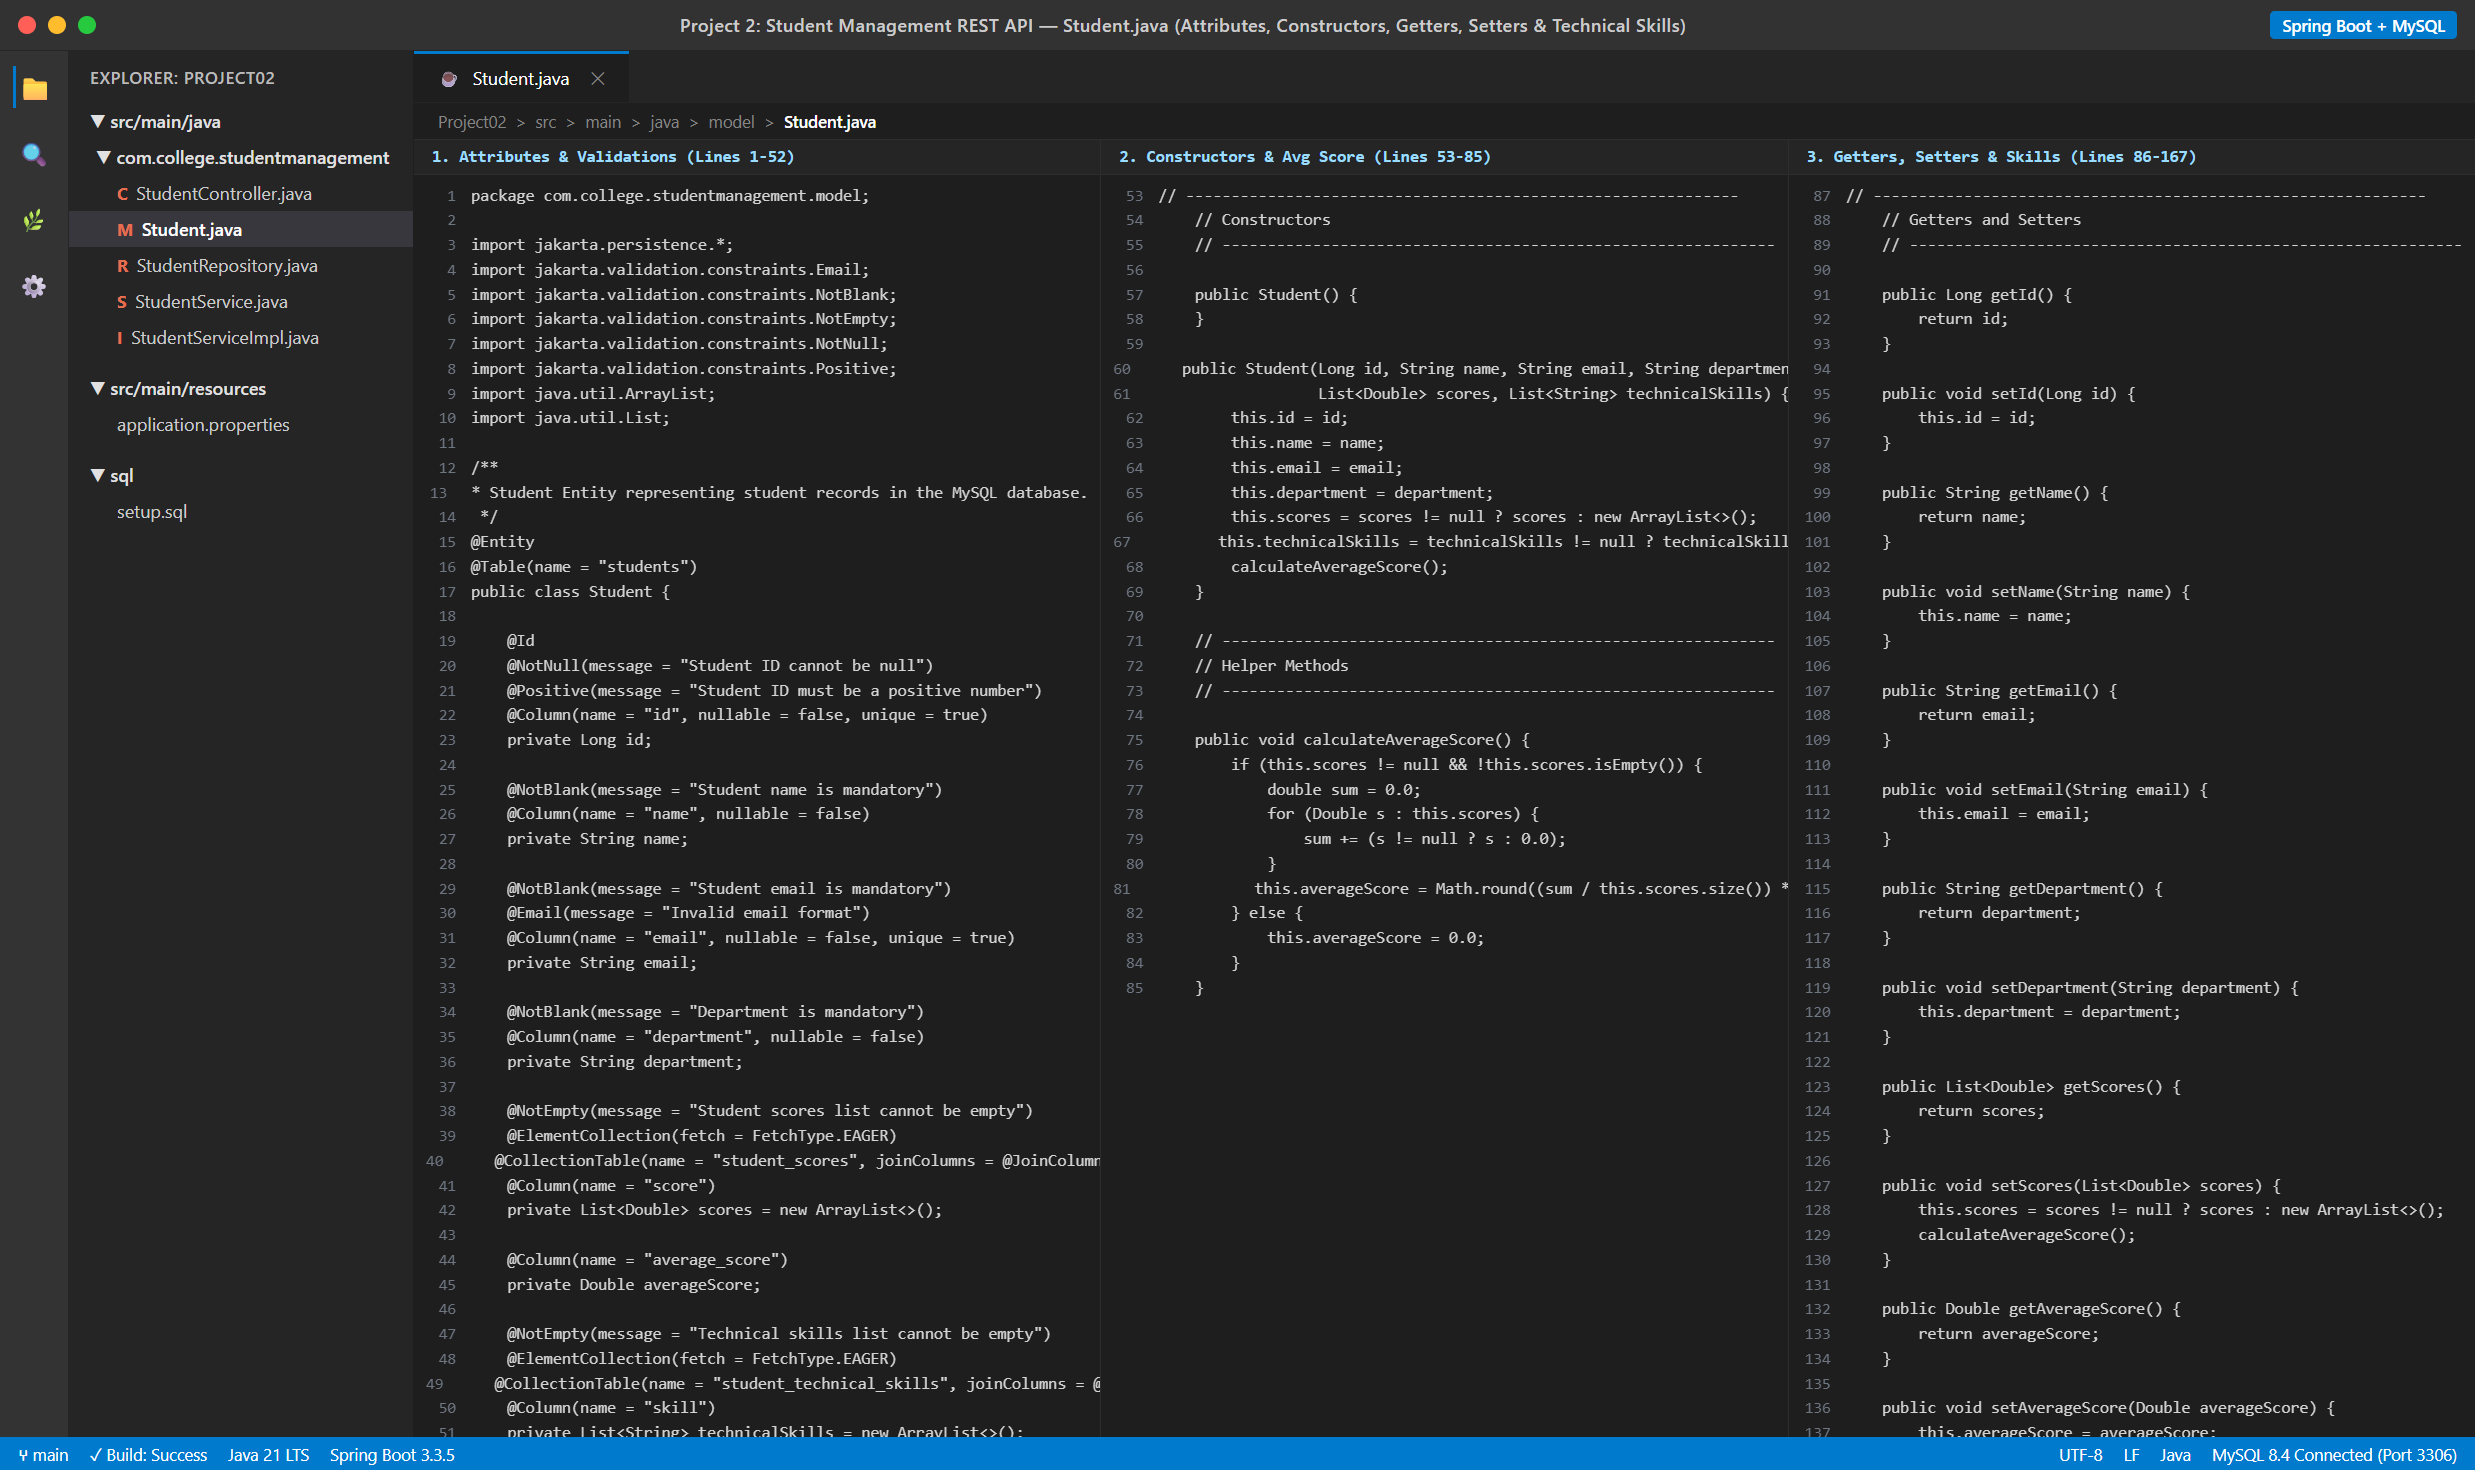 Project 2: Student Management REST API — Student.java (Attributes, Constructors, Getters, Setters & Technical Skills)
Spring Boot + MySQL
EXPLORER: PROJECT02
▼ src/main/java
▼ com.college.studentmanagement
C StudentController.java
M Student.java
R StudentRepository.java
S StudentService.java
I StudentServiceImpl.java
▼ src/main/resources
application.properties
▼ sql
setup.sql
Student.java ×
Project02 > src > main > java > model > Student.java
1. Attributes & Validations (Lines 1-52)
1 package com.college.studentmanagement.model;
2
3 import jakarta.persistence.*;
4 import jakarta.validation.constraints.Email;
5 import jakarta.validation.constraints.NotBlank;
6 import jakarta.validation.constraints.NotEmpty;
7 import jakarta.validation.constraints.NotNull;
8 import jakarta.validation.constraints.Positive;
9 import java.util.ArrayList;
10 import java.util.List;
11
12 /**
13 * Student Entity representing student records in the MySQL database.
14 */
15 @Entity
16 @Table(name = "students")
17 public class Student {
18
19 @Id
20 @NotNull(message = "Student ID cannot be null")
21 @Positive(message = "Student ID must be a positive number")
22 @Column(name = "id", nullable = false, unique = true)
23 private Long id;
24
25 @NotBlank(message = "Student name is mandatory")
26 @Column(name = "name", nullable = false)
27 private String name;
28
29 @NotBlank(message = "Student email is mandatory")
30 @Email(message = "Invalid email format")
31 @Column(name = "email", nullable = false, unique = true)
32 private String email;
33
34 @NotBlank(message = "Department is mandatory")
35 @Column(name = "department", nullable = false)
36 private String department;
37
38 @NotEmpty(message = "Student scores list cannot be empty")
39 @ElementCollection(fetch = FetchType.EAGER)
40 @CollectionTable(name = "student_scores", joinColumns = @JoinColumn
41 @Column(name = "score")
42 private List<Double> scores = new ArrayList<>();
43
44 @Column(name = "average_score")
45 private Double averageScore;
46
47 @NotEmpty(message = "Technical skills list cannot be empty")
48 @ElementCollection(fetch = FetchType.EAGER)
49 @CollectionTable(name = "student_technical_skills", joinColumns = @
50 @Column(name = "skill")
51 private List<String> technicalSkills = new ArrayList<>();
2. Constructors & Avg Score (Lines 53-85)
53 // -------------------------------------------------------------
54 // Constructors
55 // -------------------------------------------------------------
56
57 public Student() {
58 }
59
60 public Student(Long id, String name, String email, String departmen
61 List<Double> scores, List<String> technicalSkills) {
62 this.id = id;
63 this.name = name;
64 this.email = email;
65 this.department = department;
66 this.scores = scores != null ? scores : new ArrayList<>();
67 this.technicalSkills = technicalSkills != null ? technicalSkill
68 calculateAverageScore();
69 }
70
71 // -------------------------------------------------------------
72 // Helper Methods
73 // -------------------------------------------------------------
74
75 public void calculateAverageScore() {
76 if (this.scores != null && !this.scores.isEmpty()) {
77 double sum = 0.0;
78 for (Double s : this.scores) {
79 sum += (s != null ? s : 0.0);
80 }
81 this.averageScore = Math.round((sum / this.scores.size()) *
82 } else {
83 this.averageScore = 0.0;
84 }
85 }
3. Getters, Setters & Skills (Lines 86-167)
87 // -------------------------------------------------------------
88 // Getters and Setters
89 // -------------------------------------------------------------
90
91 public Long getId() {
92 return id;
93 }
94
95 public void setId(Long id) {
96 this.id = id;
97 }
98
99 public String getName() {
100 return name;
101 }
102
103 public void setName(String name) {
104 this.name = name;
105 }
106
107 public String getEmail() {
108 return email;
109 }
110
111 public void setEmail(String email) {
112 this.email = email;
113 }
114
115 public String getDepartment() {
116 return department;
117 }
118
119 public void setDepartment(String department) {
120 this.department = department;
121 }
122
123 public List<Double> getScores() {
124 return scores;
125 }
126
127 public void setScores(List<Double> scores) {
128 this.scores = scores != null ? scores : new ArrayList<>();
129 calculateAverageScore();
130 }
131
132 public Double getAverageScore() {
133 return averageScore;
134 }
135
136 public void setAverageScore(Double averageScore) {
137 this.averageScore = averageScore;
main ✓ Build: Success Java 21 LTS Spring Boot 3.3.5
UTF-8 LF Java MySQL 8.4 Connected (Port 3306)